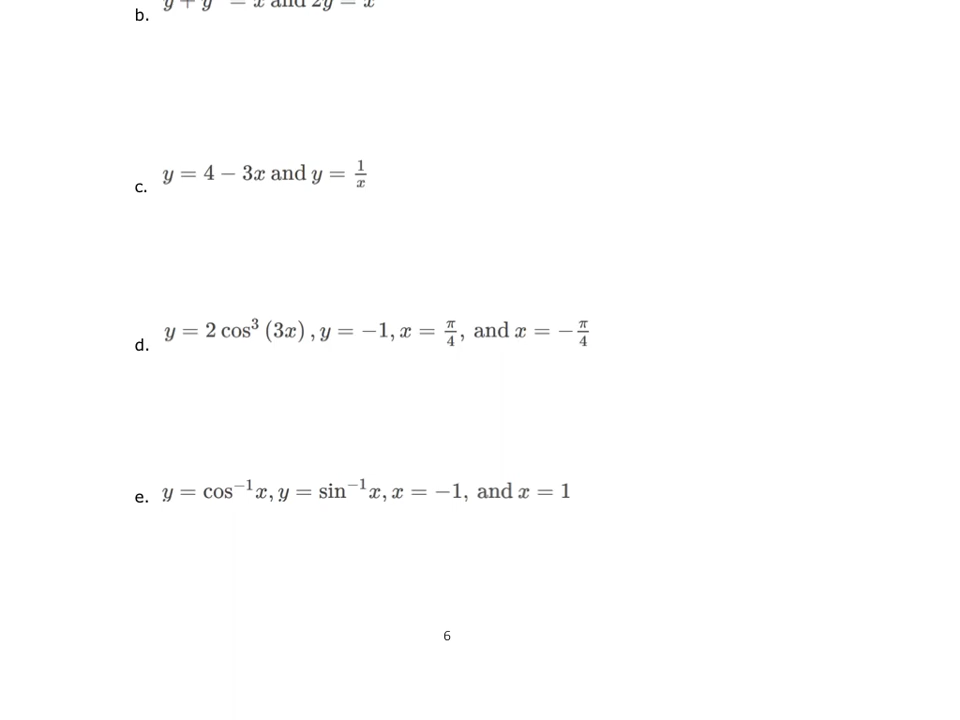 b.
c. y = 4 − 3x and y = 1/x
d. y = 2 cos³ (3x) , y = −1, x = π/4, and x = −π/4
e. y = cos⁻¹x, y = sin⁻¹x, x = −1, and x = 1
6